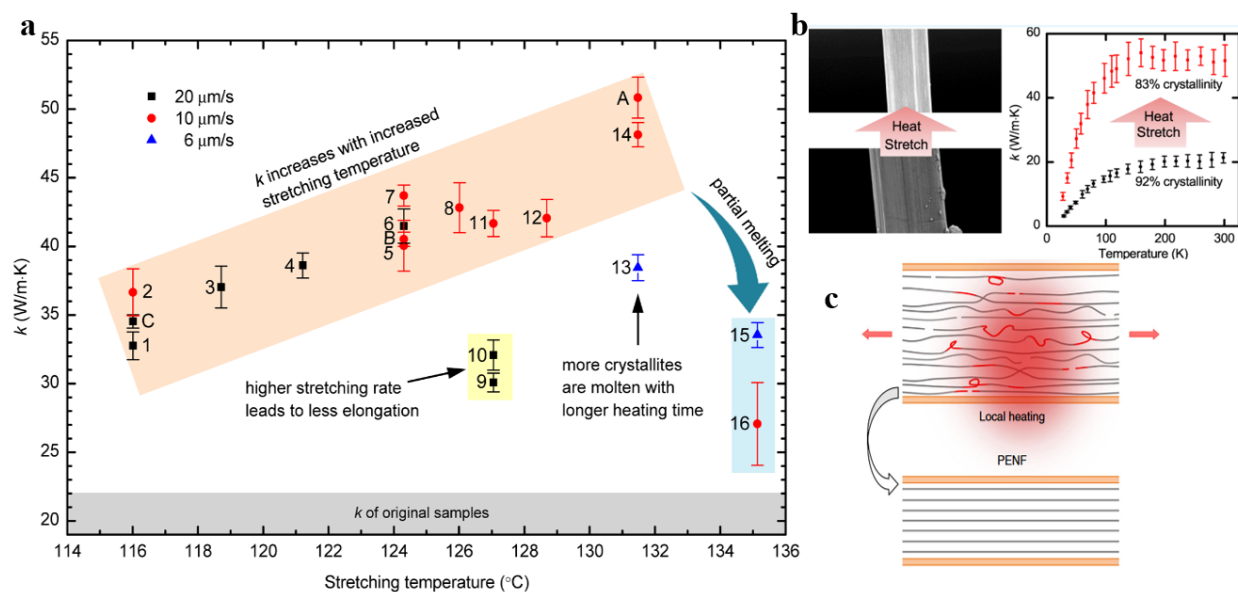 a
55
50
45
40
35
30
25
20
k (W/m·K)
20 μm/s
10 μm/s
6 μm/s
k increases with increased
stretching temperature
A
14
7
6
B
5
8
11
12
4
3
2
C
1
13
10
9
15
16
partial melting
higher stretching rate
leads to less elongation
more crystallites
are molten with
longer heating time
k of original samples
114 116 118 120 122 124 126 128 130 132 134 136
Stretching temperature (°C)
b
Heat
Stretch
60
40
20
0
k (W/m·K)
83% crystallinity
Heat
Stretch
92% crystallinity
0 100 200 300
Temperature (K)
c
Local heating
PENF